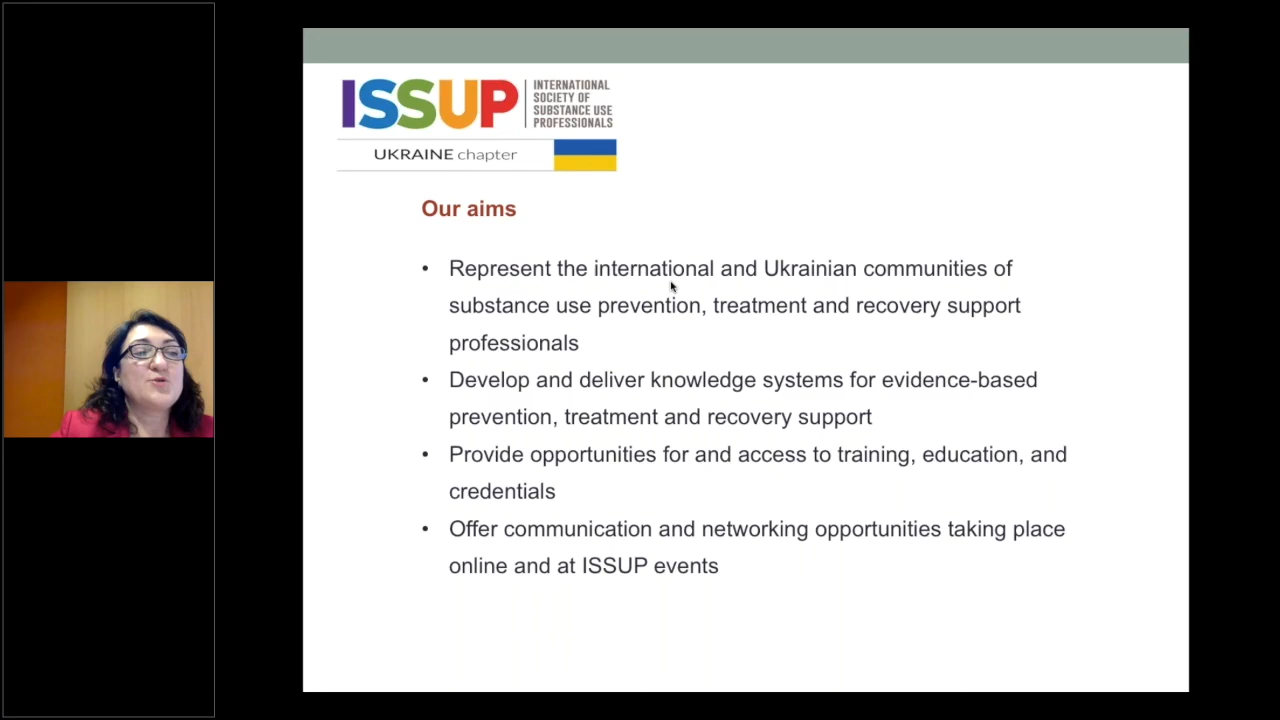 ISSUP
INTERNATIONAL
SOCIETY OF
SUBSTANCE USE
PROFESSIONALS
UKRAINE chapter
Our aims
• Represent the international and Ukrainian communities of
substance use prevention, treatment and recovery support
professionals
• Develop and deliver knowledge systems for evidence-based
prevention, treatment and recovery support
• Provide opportunities for and access to training, education, and
credentials
• Offer communication and networking opportunities taking place
online and at ISSUP events